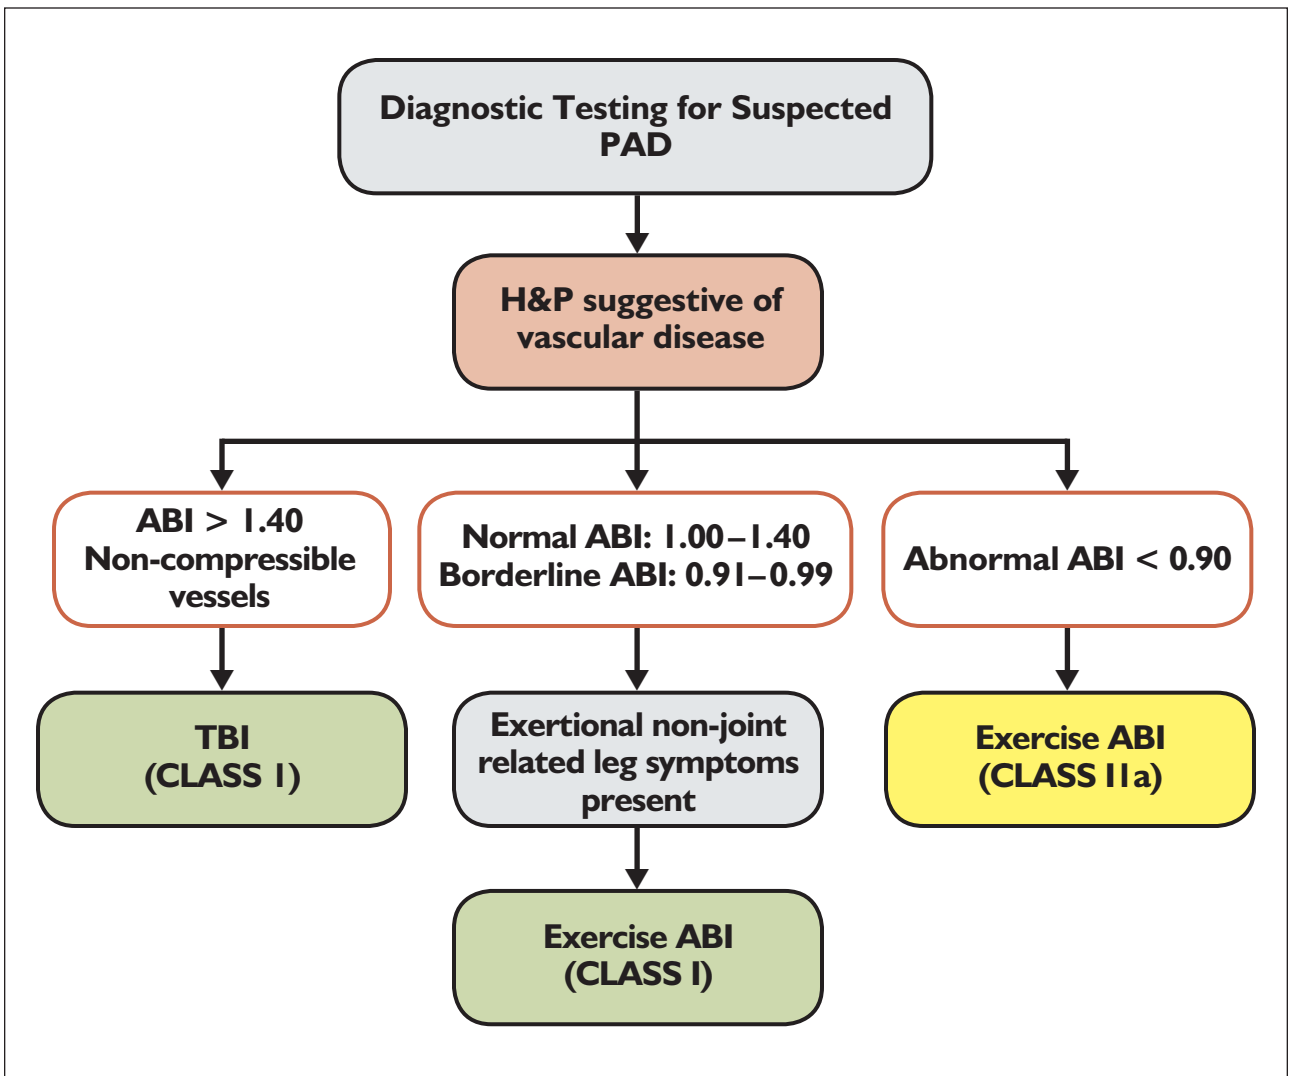 Diagnostic Testing for Suspected
PAD
H&P suggestive of
vascular disease
ABI > 1.40
Non-compressible
vessels
Normal ABI: 1.00–1.40
Borderline ABI: 0.91–0.99
Abnormal ABI < 0.90
TBI
(CLASS 1)
Exertional non-joint
related leg symptoms
present
Exercise ABI
(CLASS I1a)
Exercise ABI
(CLASS I)